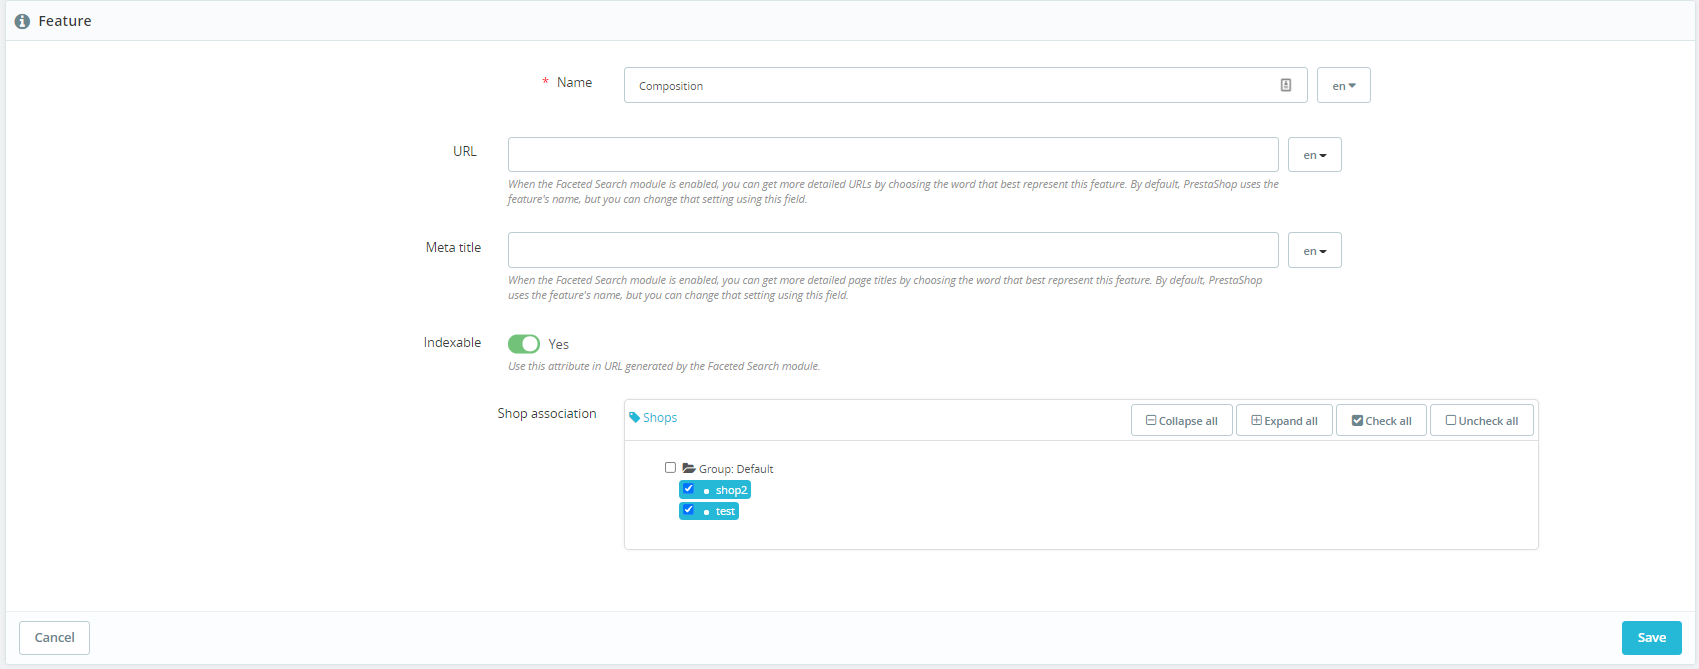 Feature
* Name
Composition
en
URL
en
When the Faceted Search module is enabled, you can get more detailed URLs by choosing the word that best represent this feature. By default, PrestaShop uses the
feature's name, but you can change that setting using this field.
Meta title
en
When the Faceted Search module is enabled, you can get more detailed page titles by choosing the word that best represent this feature. By default, PrestaShop
uses the feature's name, but you can change that setting using this field.
Indexable
Yes
Use this attribute in URL generated by the Faceted Search module.
Shop association
Shops
Collapse all
Expand all
Check all
Uncheck all
Group: Default
shop2
test
Cancel
Save